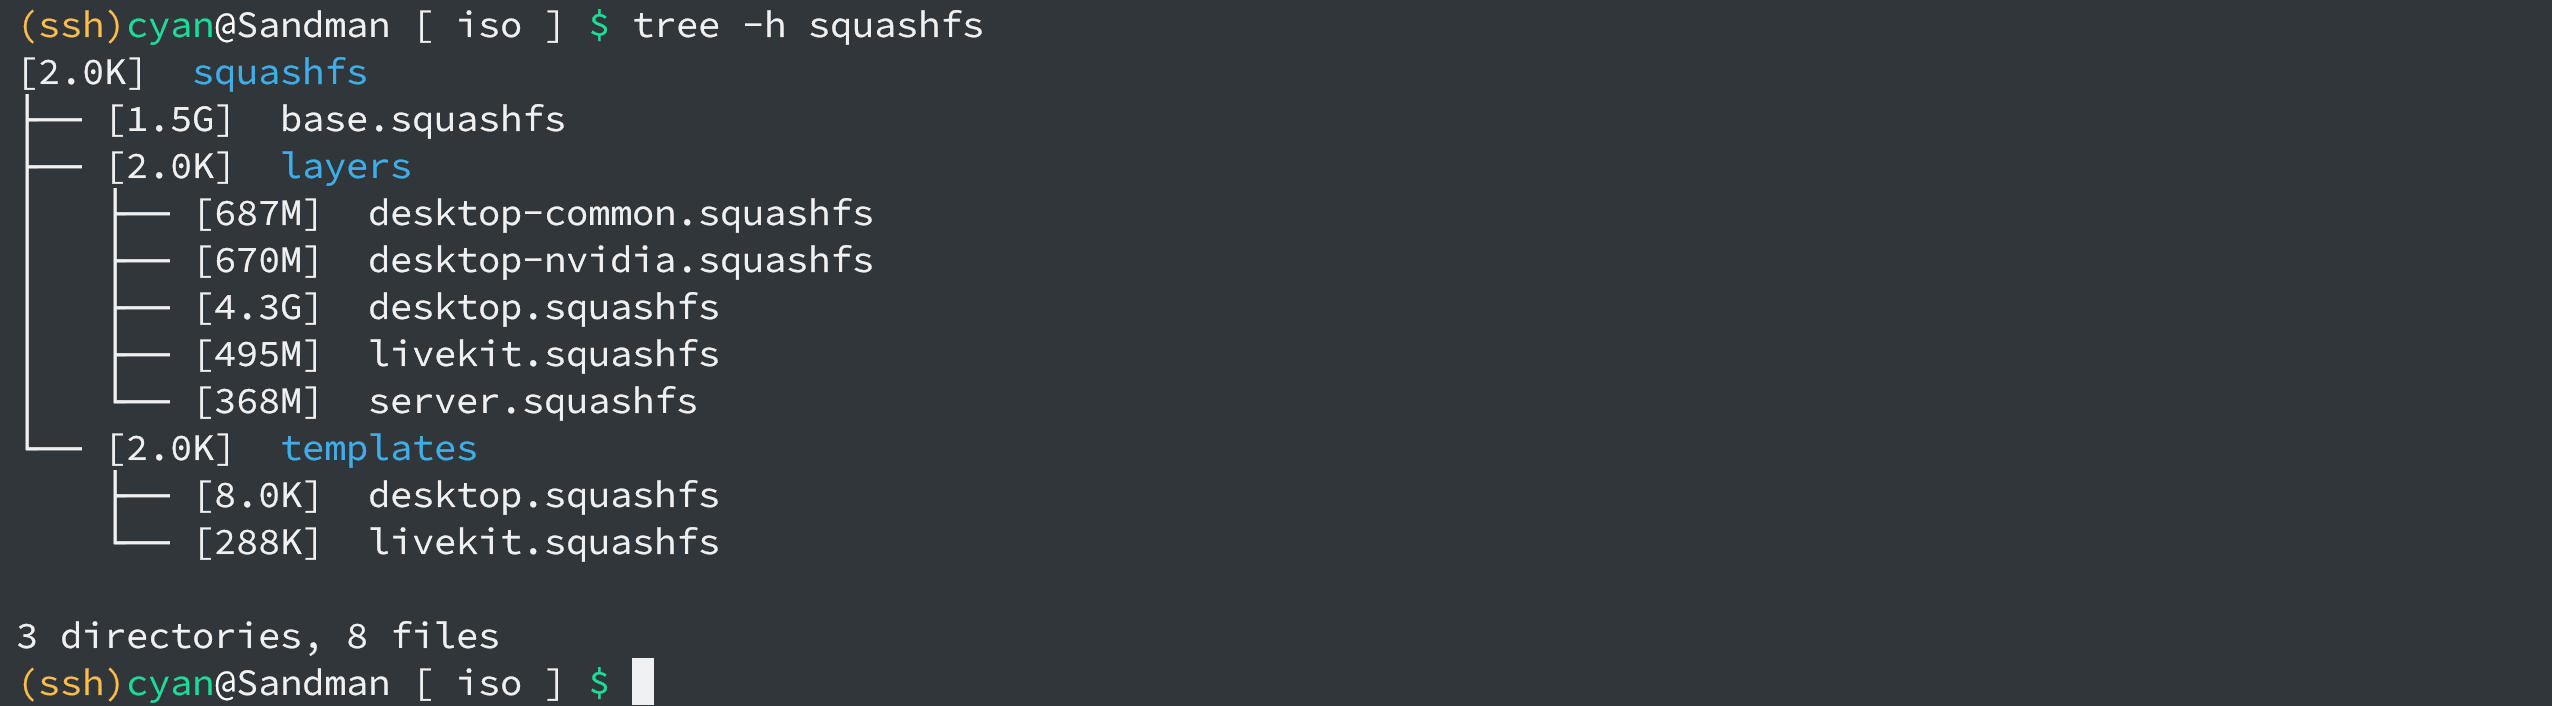 (ssh)cyan@Sandman [ iso ] $ tree -h squashfs
[2.0K]  squashfs
├── [1.5G]  base.squashfs
├── [2.0K]  layers
│   ├── [687M]  desktop-common.squashfs
│   ├── [670M]  desktop-nvidia.squashfs
│   ├── [4.3G]  desktop.squashfs
│   ├── [495M]  livekit.squashfs
│   └── [368M]  server.squashfs
└── [2.0K]  templates
    ├── [8.0K]  desktop.squashfs
    └── [288K]  livekit.squashfs

3 directories, 8 files
(ssh)cyan@Sandman [ iso ] $